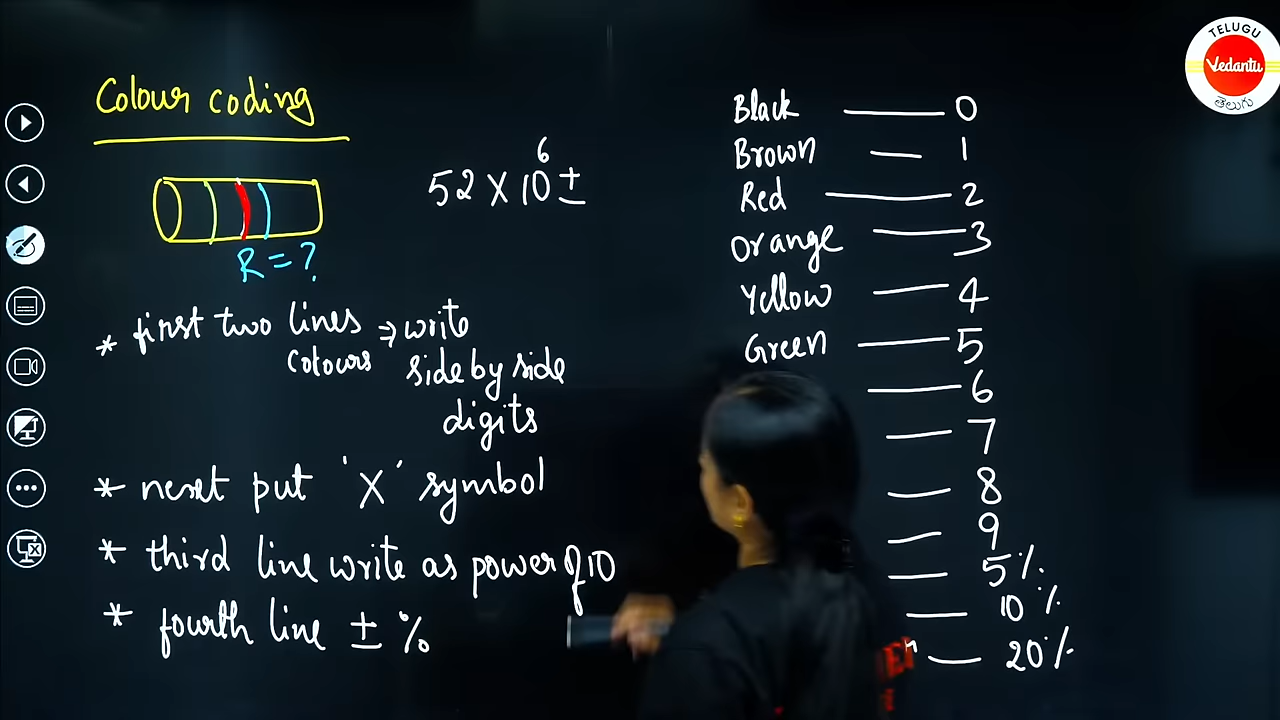 Colour coding
R = ?
52 X 10⁶ ±
* first two lines ⇒ write
colours side by side
digits
* next put 'X' symbol
* third line write as power of 10
* fourth line ± %
Black — 0
Brown — 1
Red — 2
Orange — 3
Yellow — 4
Green — 5
— 6
— 7
— 8
— 9
— 5%
— 10%
— 20%
TELUGU
Vedantu
తెలుగు